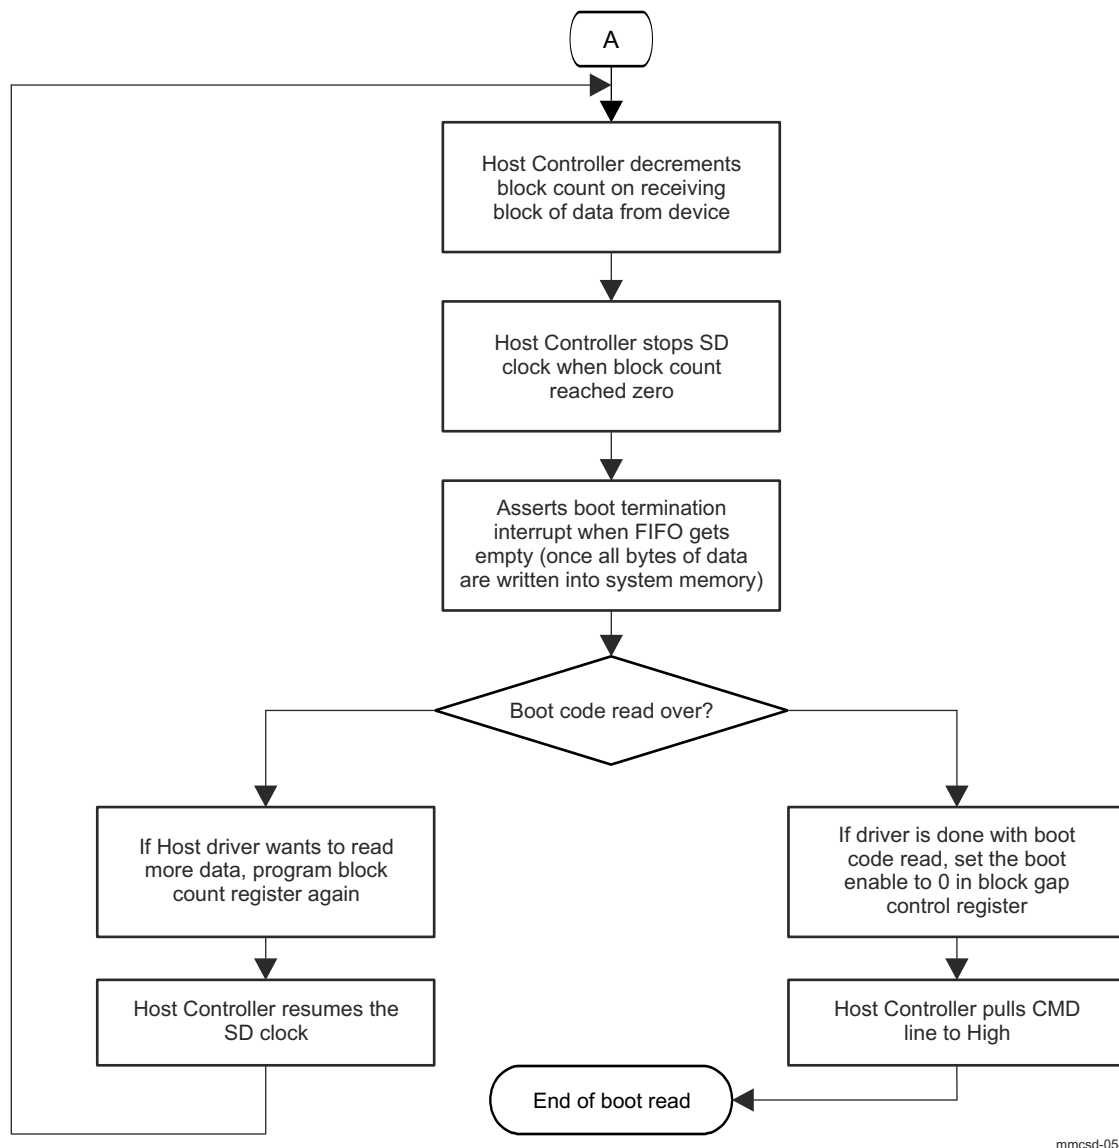 A
Host Controller decrements
block count on receiving
block of data from device
Host Controller stops SD
clock when block count
reached zero
Asserts boot termination
interrupt when FIFO gets
empty (once all bytes of data
are written into system memory)
Boot code read over?
If Host driver wants to read
more data, program block
count register again
Host Controller resumes the
SD clock
If driver is done with boot
code read, set the boot
enable to 0 in block gap
control register
Host Controller pulls CMD
line to High
End of boot read
mmcsd-05